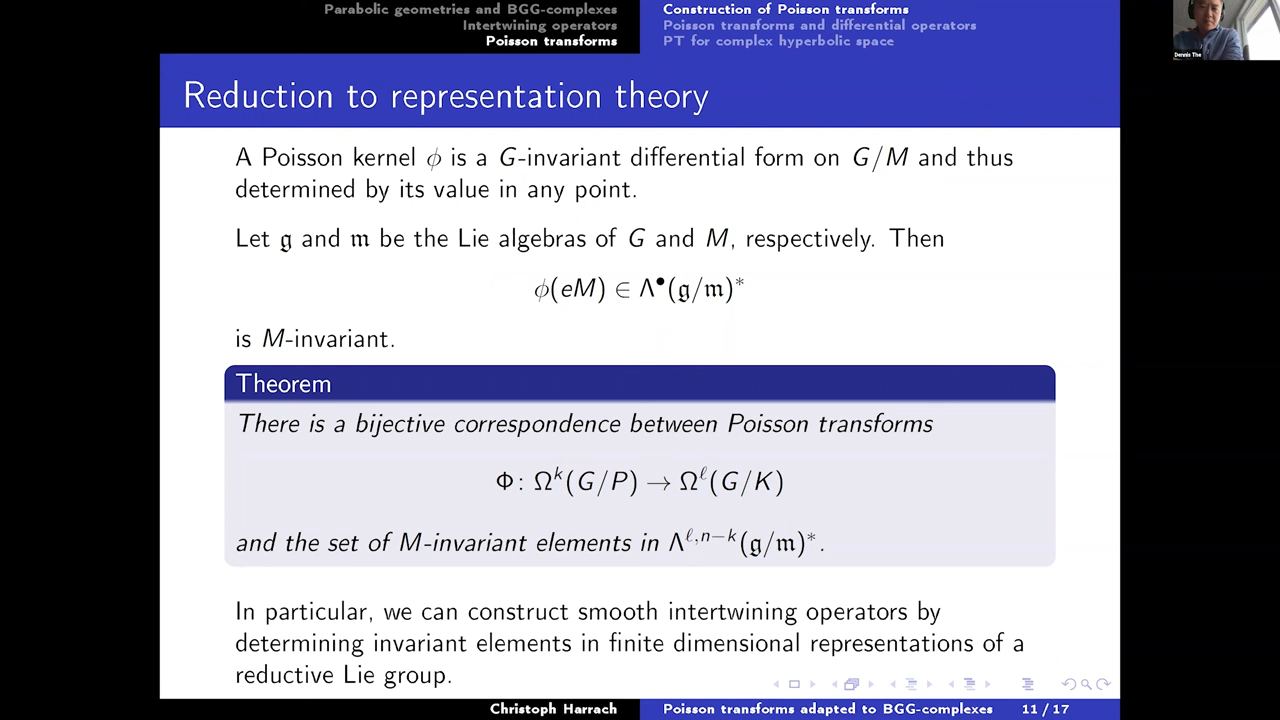 Parabolic geometries and BGG-complexes
Intertwining operators
Poisson transforms
Construction of Poisson transforms
Poisson transforms and differential operators
PT for complex hyperbolic space
Dennis The
Reduction to representation theory
A Poisson kernel ϕ is a G-invariant differential form on G/M and thus
determined by its value in any point.
Let 𝔤 and 𝔪 be the Lie algebras of G and M, respectively. Then
ϕ(eM) ∈ Λ^•(𝔤/𝔪)^*
is M-invariant.
Theorem
There is a bijective correspondence between Poisson transforms
Φ: Ω^k(G/P) → Ω^ℓ(G/K)
and the set of M-invariant elements in Λ^{ℓ,n−k}(𝔤/𝔪)^*.
In particular, we can construct smooth intertwining operators by
determining invariant elements in finite dimensional representations of a
reductive Lie group.
Christoph Harrach
Poisson transforms adapted to BGG-complexes
11 / 17